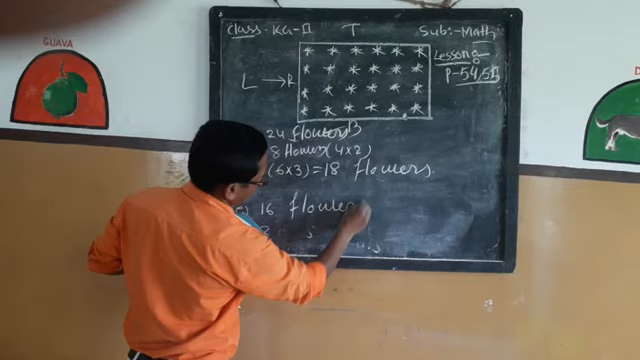 GUAVA
Class:- KG-II T Sub:- Math
Lesson
P-54,55
L → R
24 flowers
8 flowers (4x2)
(6x3) = 18 flowers.
16 flower
8